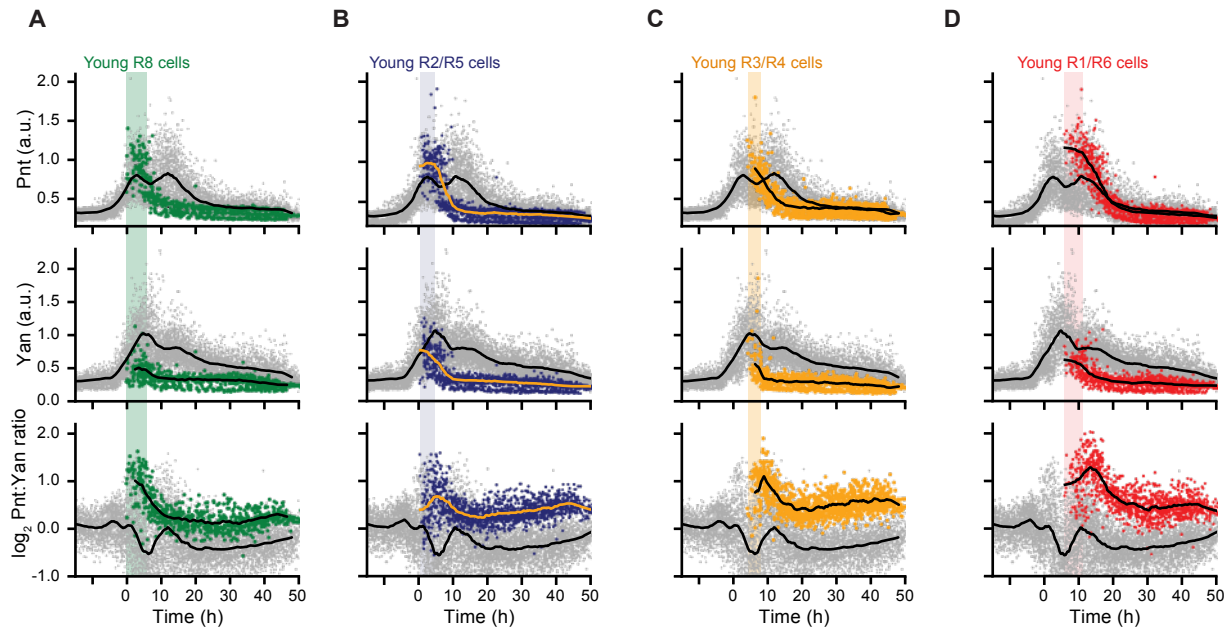 A
B
C
D
Young R8 cells
Young R2/R5 cells
Young R3/R4 cells
Young R1/R6 cells
Pnt (a.u.)
2.0
1.5
1.0
0.5
Yan (a.u.)
2.0
1.5
1.0
0.5
0.0
log2 Pnt:Yan ratio
2.0
1.0
0.0
-1.0
0 10 20 30 40 50
0 10 20 30 40 50
0 10 20 30 40 50
0 10 20 30 40 50
Time (h)
Time (h)
Time (h)
Time (h)